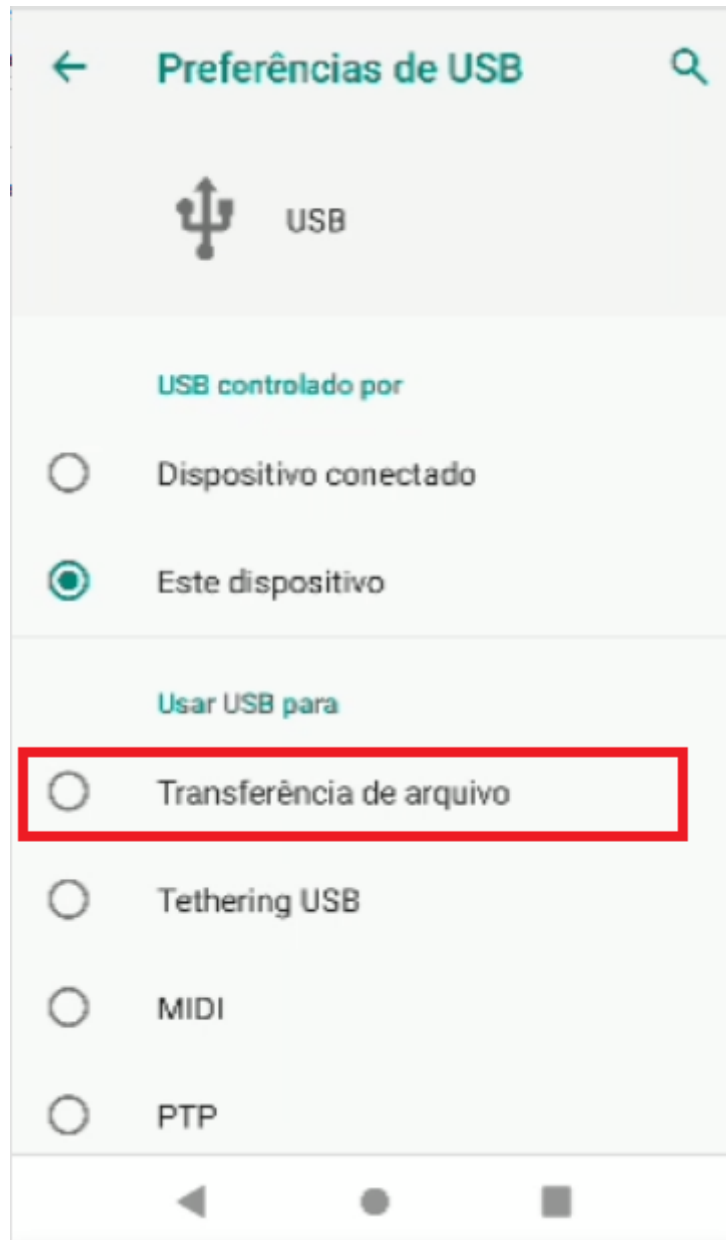 Preferências de USB
USB
USB controlado por
Dispositivo conectado
Este dispositivo
Usar USB para
Transferência de arquivo
Tethering USB
MIDI
PTP